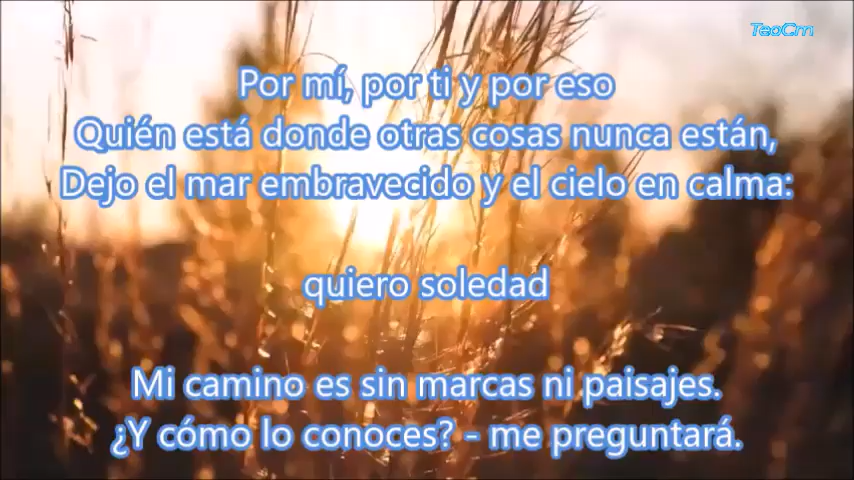 TeoCm
Por mí, por ti y por eso
Quién está donde otras cosas nunca están,
Dejo el mar embravecido y el cielo en calma:
quiero soledad
Mi camino es sin marcas ni paisajes.
¿Y cómo lo conoces? - me preguntará.